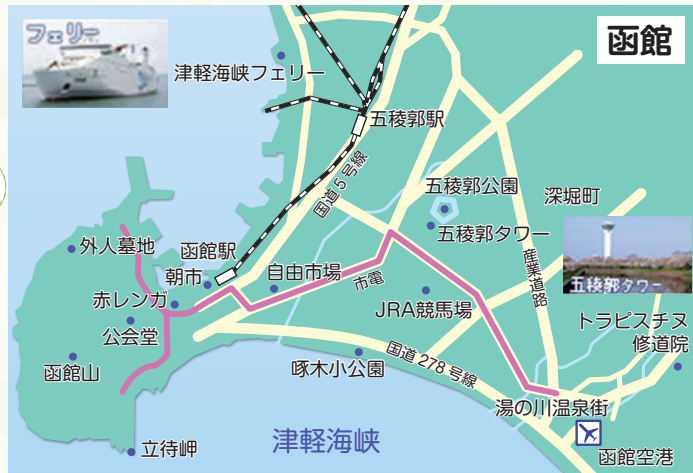 フェリー
函館
津軽海峡フェリー
五稜郭駅
国道5号線
五稜郭公園
深堀町
外人墓地
函館駅
五稜郭タワー
朝市
自由市場
市電
産業道路
五稜郭タワー
赤レンガ
JRA競馬場
公会堂
トラピスチヌ
修道院
函館山
啄木小公園
国道278号線
湯の川温泉街
立待岬
津軽海峡
函館空港